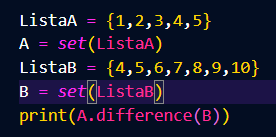 ListaA = {1,2,3,4,5}
A = set(ListaA)
ListaB = {4,5,6,7,8,9,10}
B = set(ListaB)
print(A.difference(B))